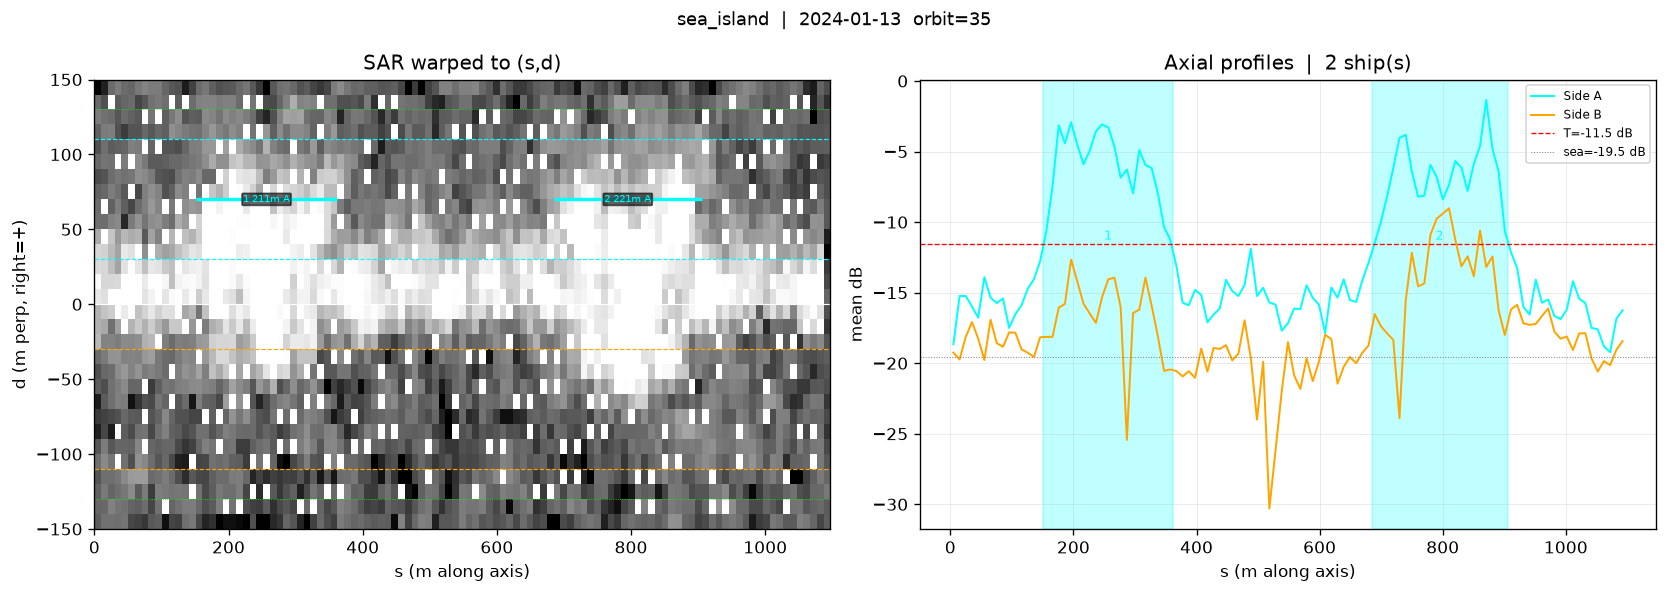 sea_island | 2024-01-13 orbit=35
SAR warped to (s,d)
150
100
50
0
−50
−100
−150
d (m perp, right=+)
1 211m A
2 221m A
0
200
400
600
800
1000
s (m along axis)
Axial profiles | 2 ship(s)
0
−5
−10
−15
−20
−25
−30
mean dB
Side A
Side B
T=-11.5 dB
sea=-19.5 dB
1
2
0
200
400
600
800
1000
s (m along axis)